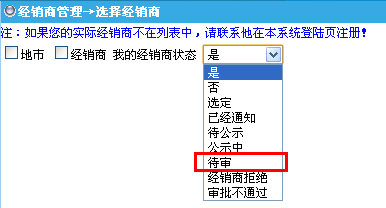 经销商管理→选择经销商
注：如果您的实际经销商不在列表中，请联系他在本系统登陆页注册！
地市 经销商 我的经销商状态 是
是
否
选定
已经通知
待公示
公示中
待审
经销商拒绝
审批不通过